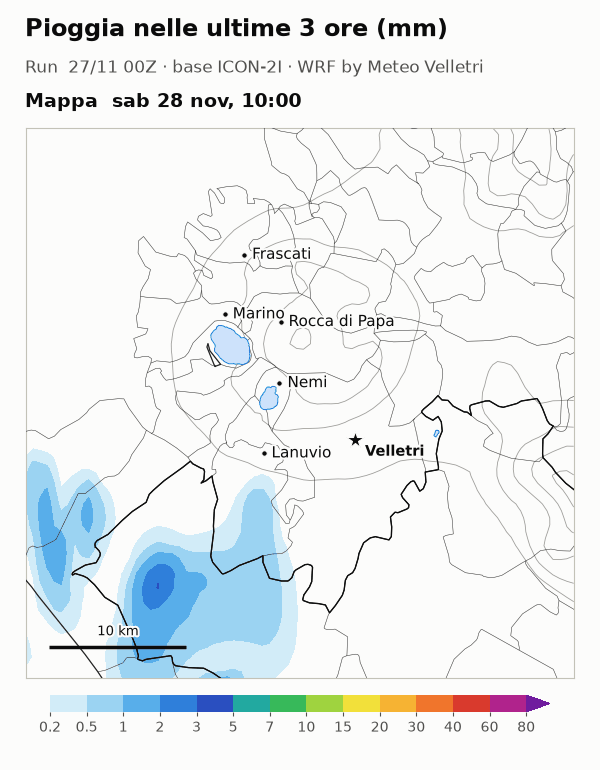 Pioggia nelle ultime 3 ore (mm)
Run  27/11 00Z · base ICON-2I · WRF by Meteo Velletri
Mappa  sab 28 nov, 10:00
Frascati
Marino
Rocca di Papa
Nemi
Velletri
Lanuvio
10 km
0.2 0.5 1 2 3 5 7 10 15 20 30 40 60 80